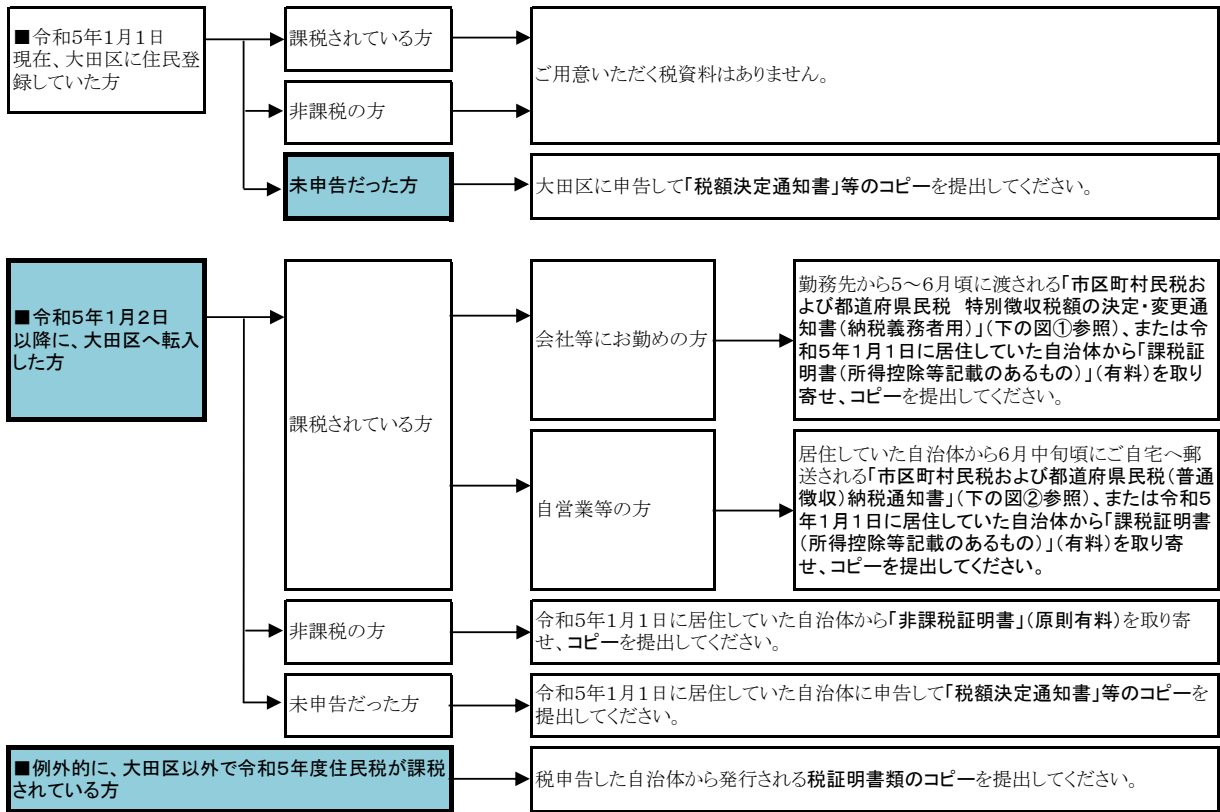 ■令和5年1月1日
現在、大田区に住民登
録していた方
課税されている方
非課税の方
ご用意いただく税資料はありません。
未申告だった方
大田区に申告して「税額決定通知書」等のコピーを提出してください。
■令和5年1月2日
以降に、大田区へ転入
した方
課税されている方
会社等にお勤めの方
勤務先から5～6月頃に渡される「市区町村民税お
よび都道府県民税　特別徴収税額の決定・変更通
知書（納税義務者用）」（下の図①参照）、または令
和5年1月1日に居住していた自治体から「課税証
明書（所得控除等記載のあるもの）」（有料）を取り
寄せ、コピーを提出してください。
自営業等の方
居住していた自治体から6月中旬頃にご自宅へ郵
送される「市区町村民税および都道府県民税（普通
徴収）納税通知書」（下の図②参照）、または令和5
年1月1日に居住していた自治体から「課税証明書
（所得控除等記載のあるもの）」（有料）を取り寄
せ、コピーを提出してください。
非課税の方
令和5年1月1日に居住していた自治体から「非課税証明書」（原則有料）を取り寄
せ、コピーを提出してください。
未申告だった方
令和5年1月1日に居住していた自治体に申告して「税額決定通知書」等のコピーを
提出してください。
■例外的に、大田区以外で令和5年度住民税が課税
されている方
税申告した自治体から発行される税証明書類のコピーを提出してください。